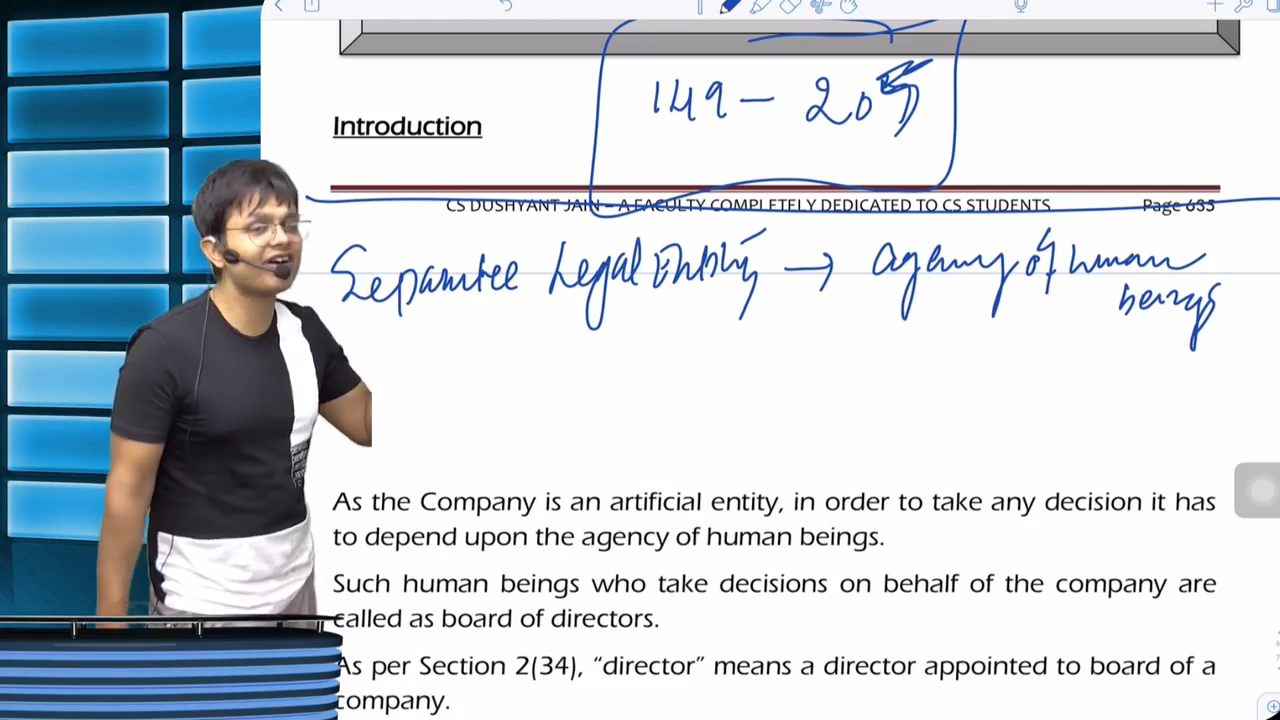 149 - 205
Introduction
CS DUSHYANT JAIN – A FACULTY COMPLETELY DEDICATED TO CS STUDENTS Page 635
Separate Legal Entity → agency of human
beings
As the Company is an artificial entity, in order to take any decision it has
to depend upon the agency of human beings.
Such human beings who take decisions on behalf of the company are
called as board of directors.
As per Section 2(34), “director” means a director appointed to board of a
company.